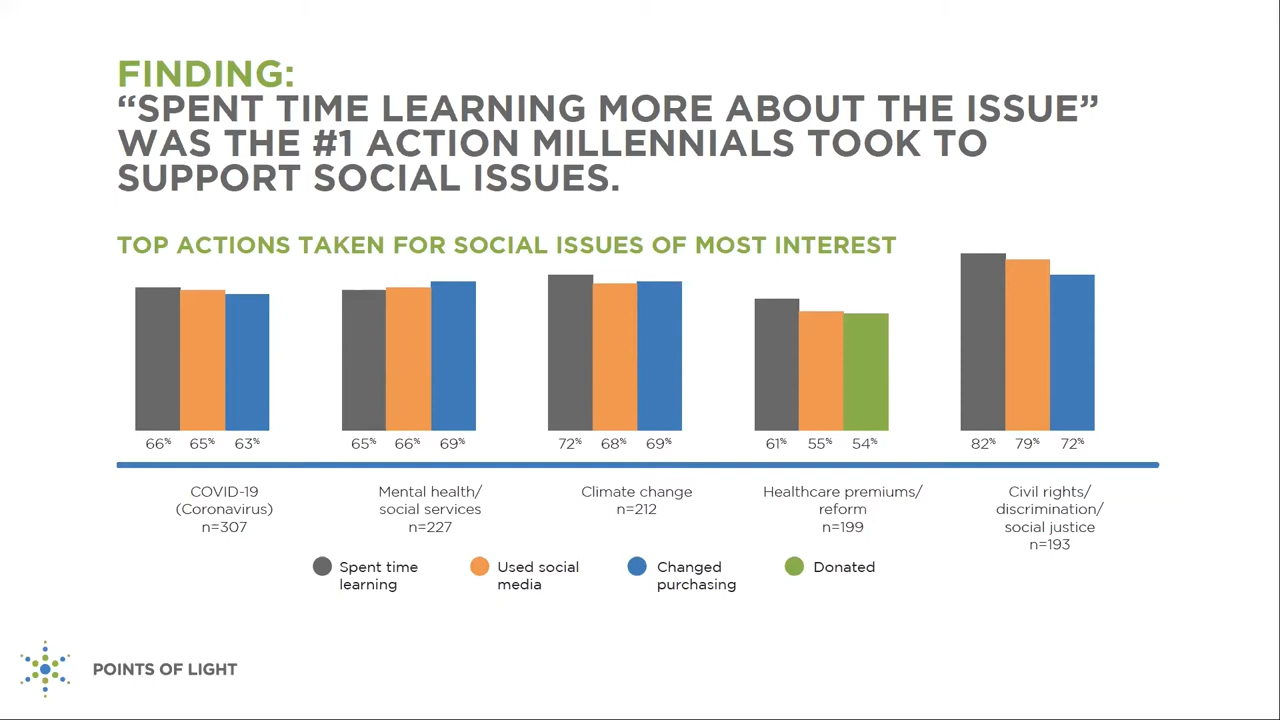 FINDING:
“SPENT TIME LEARNING MORE ABOUT THE ISSUE”
WAS THE #1 ACTION MILLENNIALS TOOK TO
SUPPORT SOCIAL ISSUES.
TOP ACTIONS TAKEN FOR SOCIAL ISSUES OF MOST INTEREST
66% 65% 63%
65% 66% 69%
72% 68% 69%
61% 55% 54%
82% 79% 72%
COVID-19
(Coronavirus)
n=307
Mental health/
social services
n=227
Climate change
n=212
Healthcare premiums/
reform
n=199
Civil rights/
discrimination/
social justice
n=193
Spent time
learning
Used social
media
Changed
purchasing
Donated
POINTS OF LIGHT